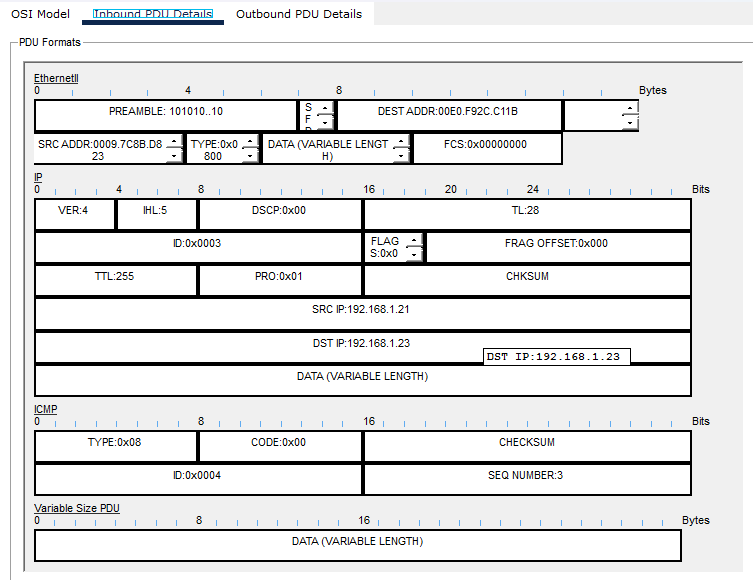 OSI Model Inbound PDU Details Outbound PDU Details
PDU Formats
EthernetII
0 4 8 Bytes
PREAMBLE: 101010..10 SF DEST ADDR:00E0.F92C.C11B
SRC ADDR:0009.7C8B.D8 TYPE:0x0 DATA (VARIABLE LENGT FCS:0x00000000
23 800 H)
IP
0 4 8 16 20 24 Bits
VER:4 IHL:5 DSCP:0x00 TL:28
ID:0x0003 FLAG FRAG OFFSET:0x000
S:0x0
TTL:255 PRO:0x01 CHKSUM
SRC IP:192.168.1.21
DST IP:192.168.1.23
DST IP:192.168.1.23
DATA (VARIABLE LENGTH)
ICMP
0 8 16 Bits
TYPE:0x08 CODE:0x00 CHECKSUM
ID:0x0004 SEQ NUMBER:3
Variable Size PDU
0 8 16 Bytes
DATA (VARIABLE LENGTH)